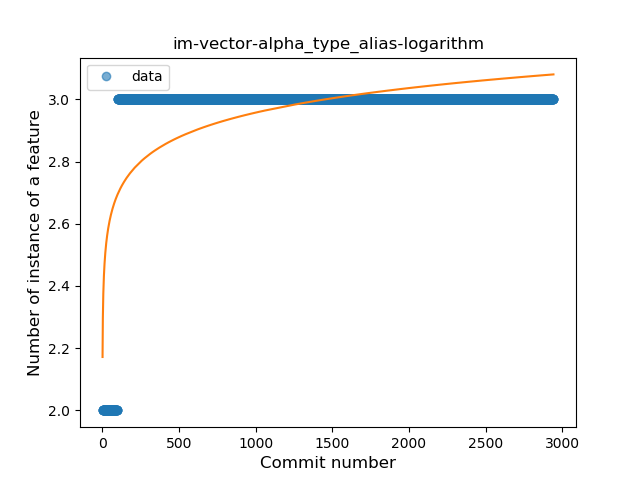 im-vector-alpha_type_alias-logarithm
data
Number of instance of a feature
3.0
2.8
2.6
2.4
2.2
2.0
0 500 1000 1500 2000 2500 3000
Commit number